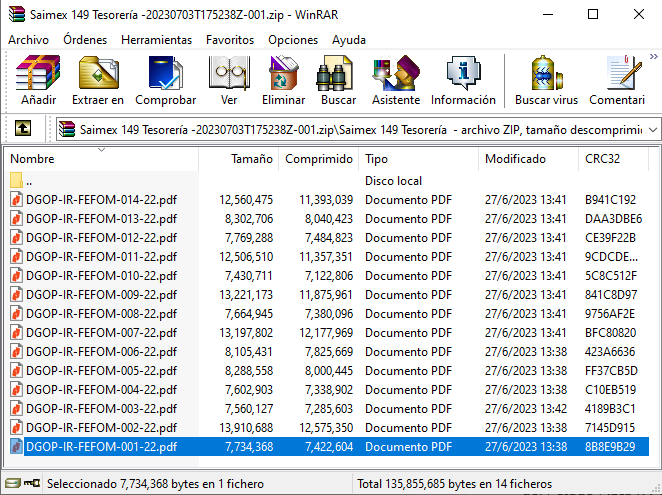 Saimex 149 Tesorería -20230703T175238Z-001.zip - WinRAR
Archivo Órdenes Herramientas Favoritos Opciones Ayuda
Añadir Extraer en Comprobar Ver Eliminar Buscar Asistente Información Buscar virus Comentari
Saimex 149 Tesorería -20230703T175238Z-001.zip\Saimex 149 Tesorería - archivo ZIP, tamaño descomprimi
Nombre Tamaño Comprimido Tipo Modificado CRC32
.. Disco local
DGOP-IR-FEFOM-014-22.pdf 12,560,475 11,393,039 Documento PDF 27/6/2023 13:41 B941C192
DGOP-IR-FEFOM-013-22.pdf 8,302,706 8,040,423 Documento PDF 27/6/2023 13:41 DAA3DBE6
DGOP-IR-FEFOM-012-22.pdf 7,769,288 7,484,823 Documento PDF 27/6/2023 13:41 CE39F22B
DGOP-IR-FEFOM-011-22.pdf 12,506,510 11,357,351 Documento PDF 27/6/2023 13:41 9CDCDE...
DGOP-IR-FEFOM-010-22.pdf 7,430,711 7,122,806 Documento PDF 27/6/2023 13:41 5C8C512F
DGOP-IR-FEFOM-009-22.pdf 13,221,173 11,875,961 Documento PDF 27/6/2023 13:41 841C8D97
DGOP-IR-FEFOM-008-22.pdf 7,664,945 7,380,096 Documento PDF 27/6/2023 13:41 9756AF2E
DGOP-IR-FEFOM-007-22.pdf 13,197,802 12,177,969 Documento PDF 27/6/2023 13:41 BFC80820
DGOP-IR-FEFOM-006-22.pdf 8,105,431 7,825,669 Documento PDF 27/6/2023 13:38 423A6636
DGOP-IR-FEFOM-005-22.pdf 8,288,558 8,000,445 Documento PDF 27/6/2023 13:38 FF37CB5D
DGOP-IR-FEFOM-004-22.pdf 7,602,903 7,338,902 Documento PDF 27/6/2023 13:38 C10EB519
DGOP-IR-FEFOM-003-22.pdf 7,560,127 7,285,603 Documento PDF 27/6/2023 13:42 4189B3C1
DGOP-IR-FEFOM-002-22.pdf 13,910,688 12,575,350 Documento PDF 27/6/2023 13:38 7145D915
DGOP-IR-FEFOM-001-22.pdf 7,734,368 7,422,604 Documento PDF 27/6/2023 13:38 8B8E9B29
Seleccionado 7,734,368 bytes en 1 fichero Total 135,855,685 bytes en 14 ficheros